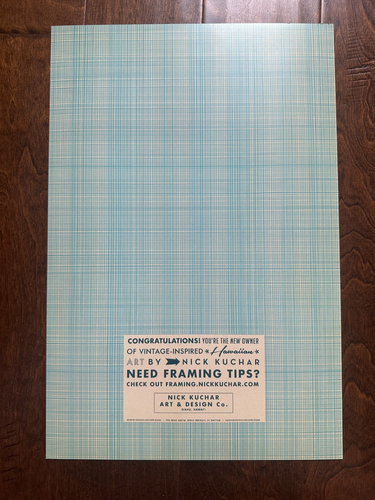 CONGRATULATIONS! YOU'RE THE NEW OWNER
OF VINTAGE-INSPIRED * Hawaiian *
ART BY NICK KUCHAR
NEED FRAMING TIPS?
CHECK OUT FRAMING.NICKKUCHAR.COM
NICK KUCHAR
ART & DESIGN Co.